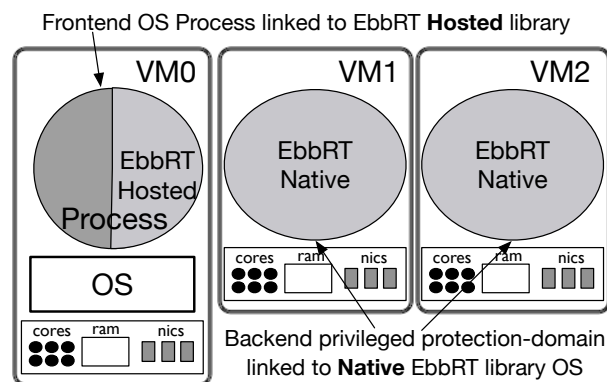 Frontend OS Process linked to EbbRT Hosted library
VM0
EbbRT
Hosted
Process
OS
cores ram nics
VM1
EbbRT
Native
cores ram nics
VM2
EbbRT
Native
cores ram nics
Backend privileged protection-domain
linked to Native EbbRT library OS